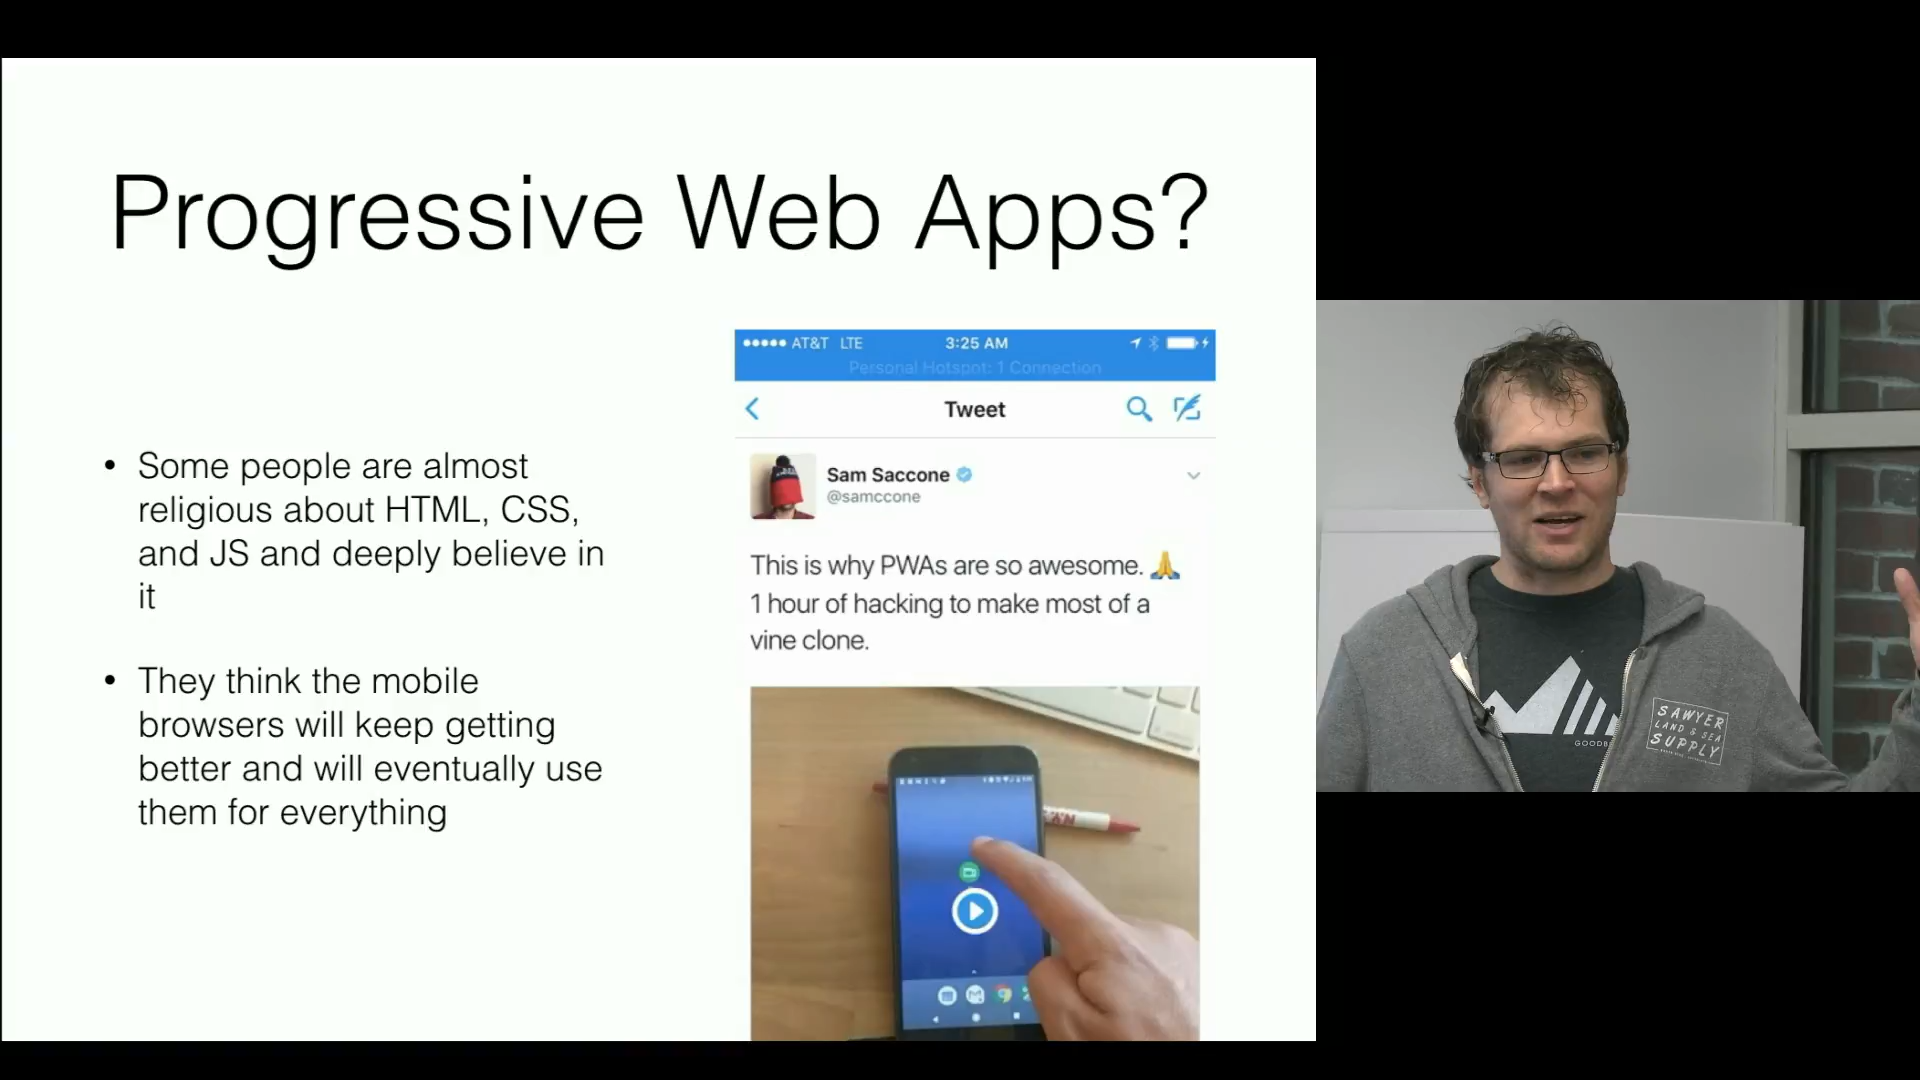 Progressive Web Apps?
• Some people are almost
religious about HTML, CSS,
and JS and deeply believe in
it
• They think the mobile
browsers will keep getting
better and will eventually use
them for everything
AT&T LTE 3:25 AM
Personal Hotspot: 1 Connection
Tweet
Sam Saccone
@samccone
This is why PWAs are so awesome. 🙏
1 hour of hacking to make most of a
vine clone.
SAWYER
LAND & SEA
SUPPLY